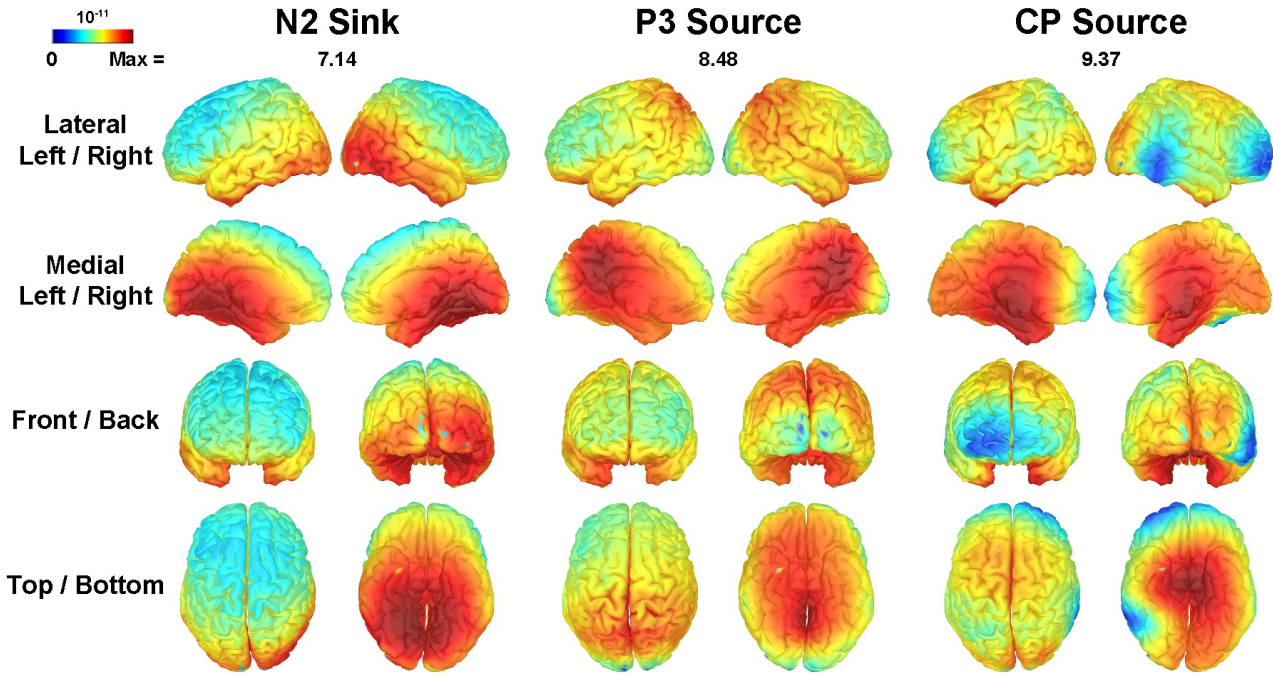 N2 Sink P3 Source CP Source
10⁻¹¹
0 Max = 7.14 8.48 9.37
Lateral
Left / Right
Medial
Left / Right
Front / Back
Top / Bottom